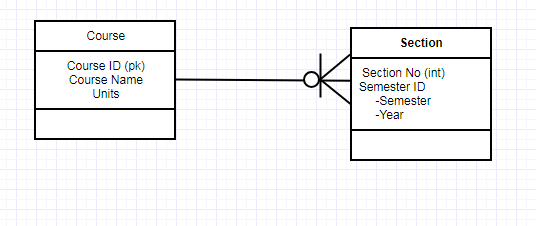 Course
Course ID (pk)
Course Name
Units
Section
Section No (int)
Semester ID
-Semester
-Year